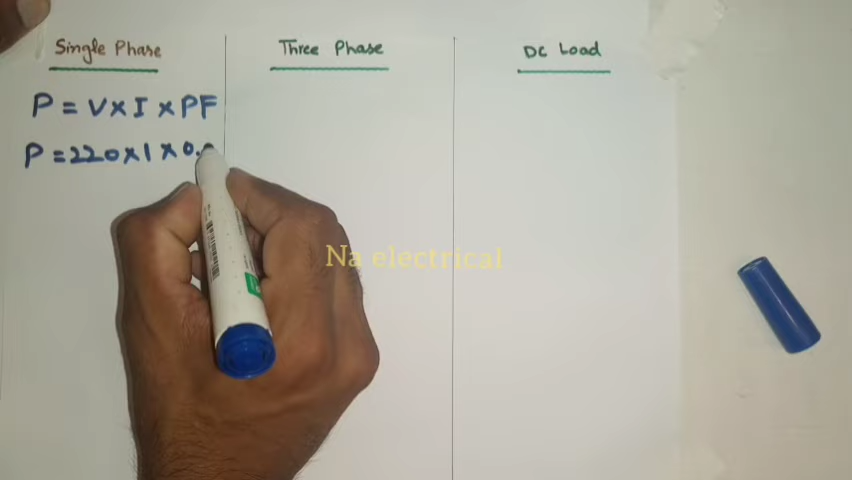 Single Phase
Three Phase
DC Load
P = V×I×PF
P = 220×1×0.
Na electrical